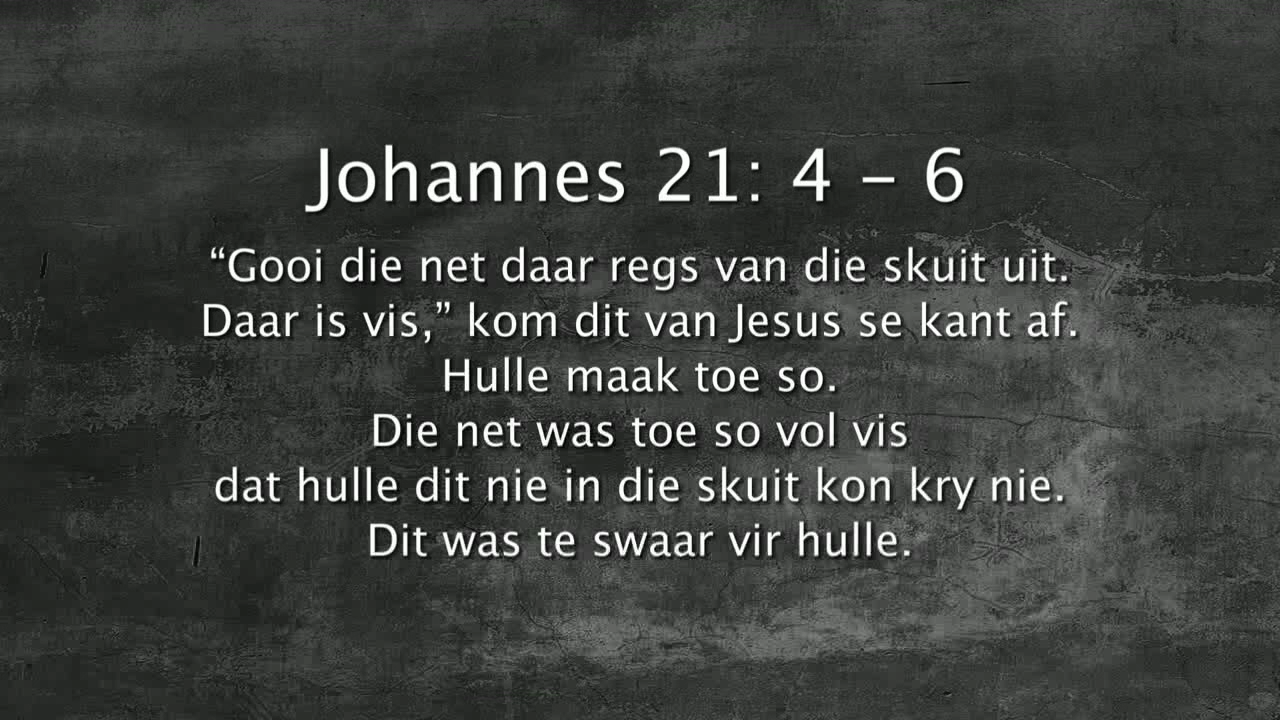 Johannes 21: 4 – 6
“Gooi die net daar regs van die skuit uit.
Daar is vis,” kom dit van Jesus se kant af.
Hulle maak toe so.
Die net was toe so vol vis
dat hulle dit nie in die skuit kon kry nie.
Dit was te swaar vir hulle.